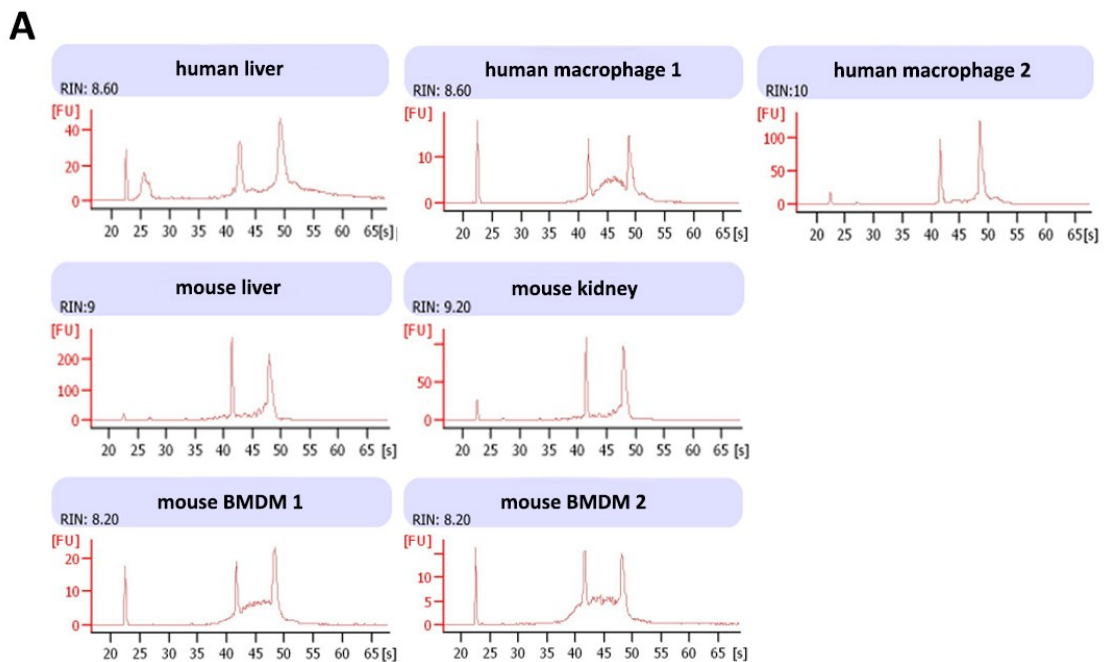 A
human liver
RIN: 8.60
[FU]
40
20
0
20 25 30 35 40 45 50 55 60 65[s]
human macrophage 1
RIN: 8.60
[FU]
10
0
20 25 30 35 40 45 50 55 60 65[s]
human macrophage 2
RIN:10
[FU]
100
50
0
20 25 30 35 40 45 50 55 60 65[s]
mouse liver
RIN:9
[FU]
200
100
0
20 25 30 35 40 45 50 55 60 65 [s]
mouse kidney
RIN: 9.20
[FU]
50
0
20 25 30 35 40 45 50 55 60 65 [s]
mouse BMDM 1
RIN: 8.20
[FU]
20
10
0
20 25 30 35 40 45 50 55 60 65[s]
mouse BMDM 2
RIN: 8.20
[FU]
10
5
0
20 25 30 35 40 45 50 55 60 65 [s]